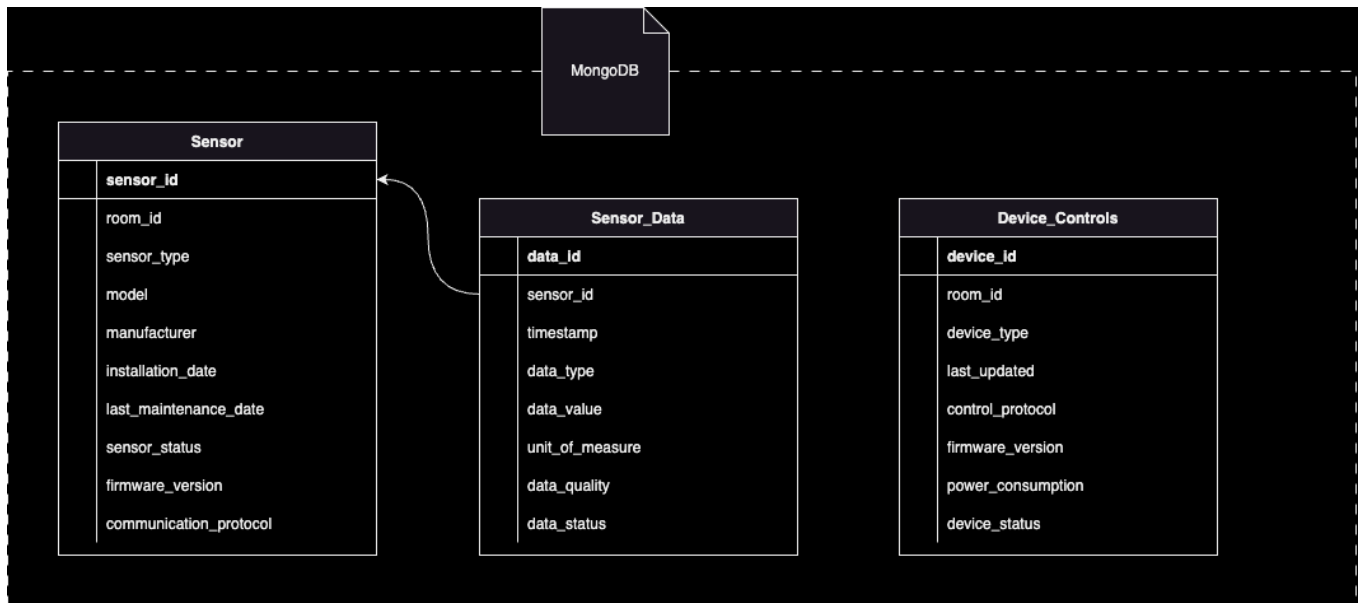 MongoDB
Sensor
sensor_id
room_id
sensor_type
model
manufacturer
installation_date
last_maintenance_date
sensor_status
firmware_version
communication_protocol
Sensor_Data
data_id
sensor_id
timestamp
data_type
data_value
unit_of_measure
data_quality
data_status
Device_Controls
device_id
room_id
device_type
last_updated
control_protocol
firmware_version
power_consumption
device_status